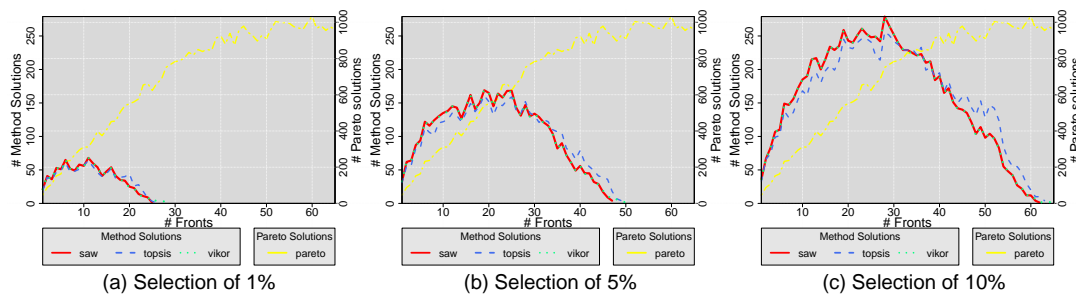 # Method Solutions
0
50
100
150
200
250
10
20
30
40
50
60
# Fronts
0
200
400
600
800
1000
# Pareto solutions
Method Solutions
saw
topsis
vikor
Pareto Solutions
pareto
(a) Selection of 1%
# Method Solutions
0
50
100
150
200
250
10
20
30
40
50
60
# Fronts
0
200
400
600
800
1000
# Pareto solutions
Method Solutions
saw
topsis
vikor
Pareto Solutions
pareto
(b) Selection of 5%
# Method Solutions
0
50
100
150
200
250
10
20
30
40
50
60
# Fronts
0
200
400
600
800
1000
# Pareto solutions
Method Solutions
saw
topsis
vikor
Pareto Solutions
pareto
(c) Selection of 10%